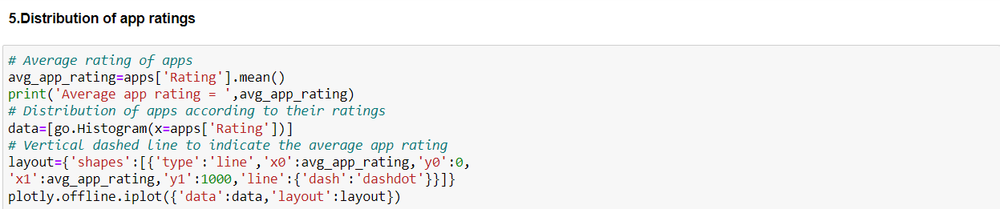 5.Distribution of app ratings
# Average rating of apps
avg_app_rating=apps['Rating'].mean()
print('Average app rating = ',avg_app_rating)
# Distribution of apps according to their ratings
data=[go.Histogram(x=apps['Rating'])]
# Vertical dashed line to indicate the average app rating
layout={'shapes':[{'type':'line','x0':avg_app_rating,'y0':0,
'x1':avg_app_rating,'y1':1000,'line':{'dash':'dashdot'}}]}
plotly.offline.iplot({'data':data,'layout':layout})